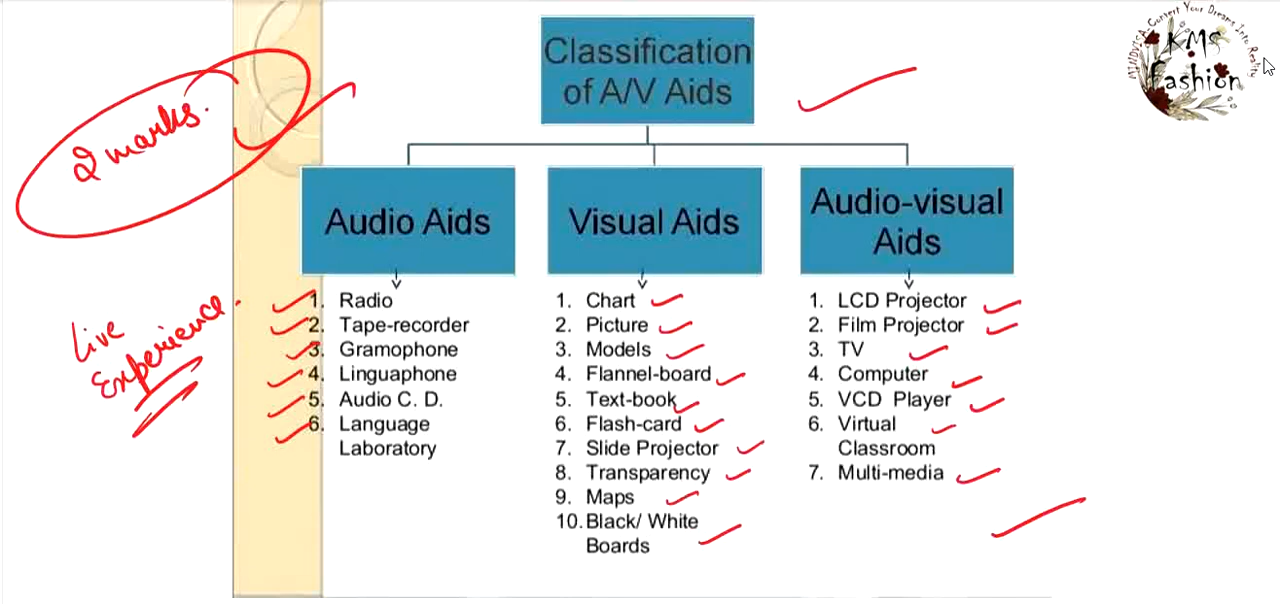 Classification
of A/V Aids
2 marks.
Live
Experience.
Audio Aids
1. Radio
2. Tape-recorder
3. Gramophone
4. Linguaphone
5. Audio C. D.
6. Language
Laboratory
Visual Aids
1. Chart
2. Picture
3. Models
4. Flannel-board
5. Text-book
6. Flash-card
7. Slide Projector
8. Transparency
9. Maps
10. Black/ White
Boards
Audio-visual
Aids
1. LCD Projector
2. Film Projector
3. TV
4. Computer
5. VCD Player
6. Virtual
Classroom
7. Multi-media
MINDVISA Convert Your Dreams Into Reality
KMS
Fashion